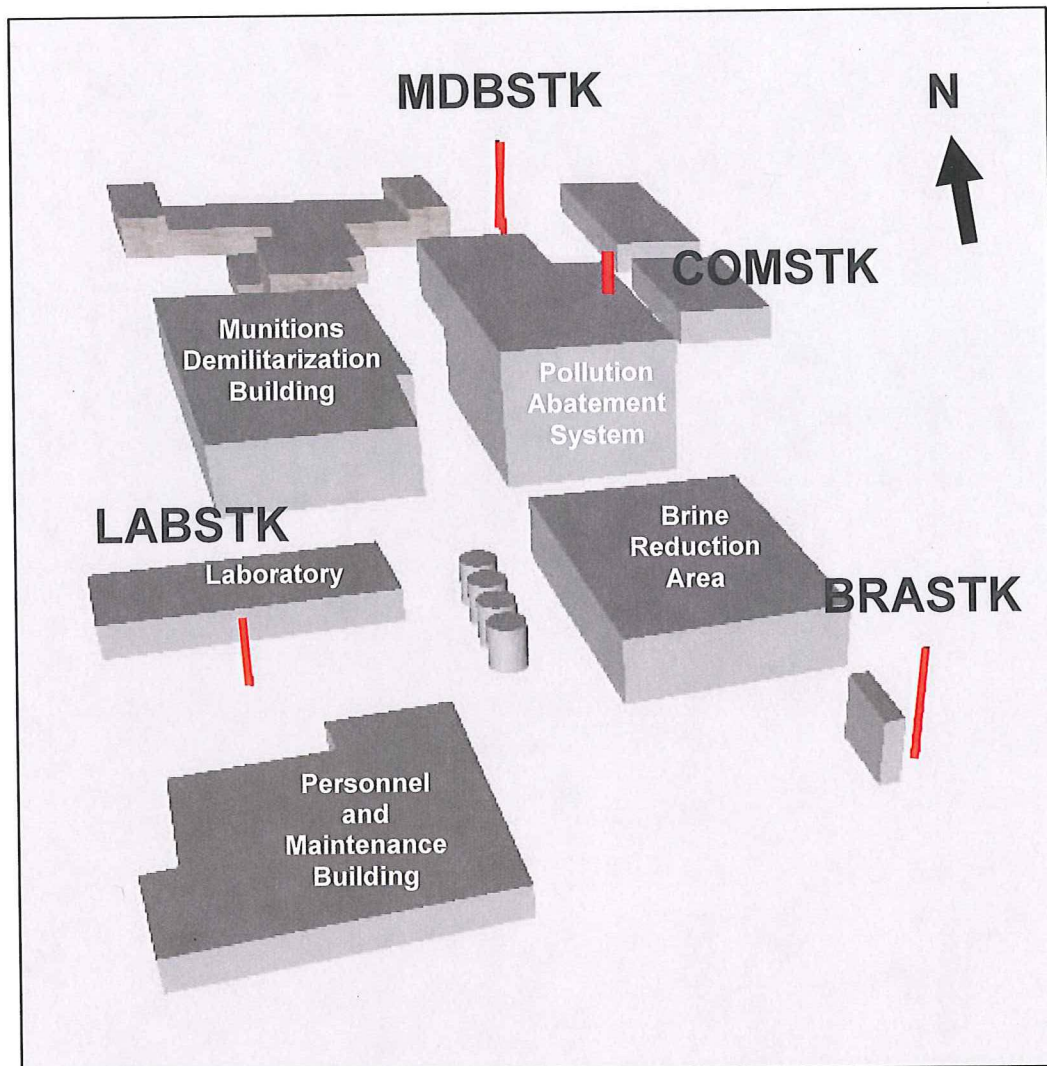 MDBSTK
N
COMSTK
Munitions
Demilitarization
Building
Pollution
Abatement
System
LABSTK
Laboratory
Brine
Reduction
Area
BRASTK
Personnel
and
Maintenance
Building